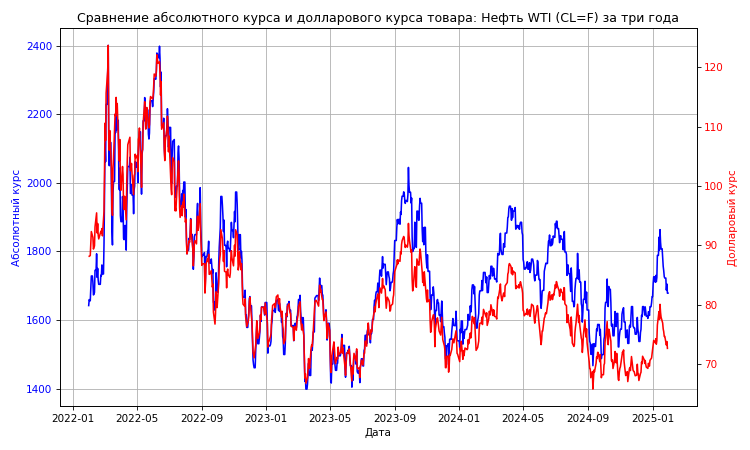 Сравнение абсолютного курса и долларового курса товара: Нефть WTI (CL=F) за три года
Абсолютный курс
2400
2200
2000
1800
1600
1400
120
110
100
90
80
70
Долларовый курс
2022-01 2022-05 2022-09 2023-01 2023-05 2023-09 2024-01 2024-05 2024-09 2025-01
Дата